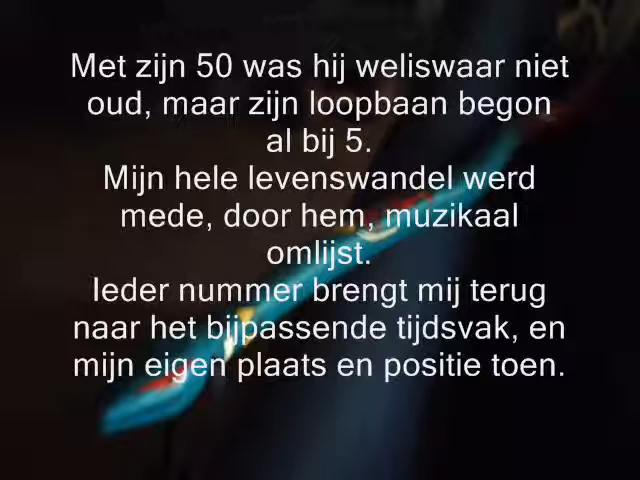 Met zijn 50 was hij weliswaar niet
oud, maar zijn loopbaan begon
al bij 5.
Mijn hele levenswandel werd
mede, door hem, muzikaal
omlijst.
Ieder nummer brengt mij terug
naar het bijpassende tijdsvak, en
mijn eigen plaats en positie toen.